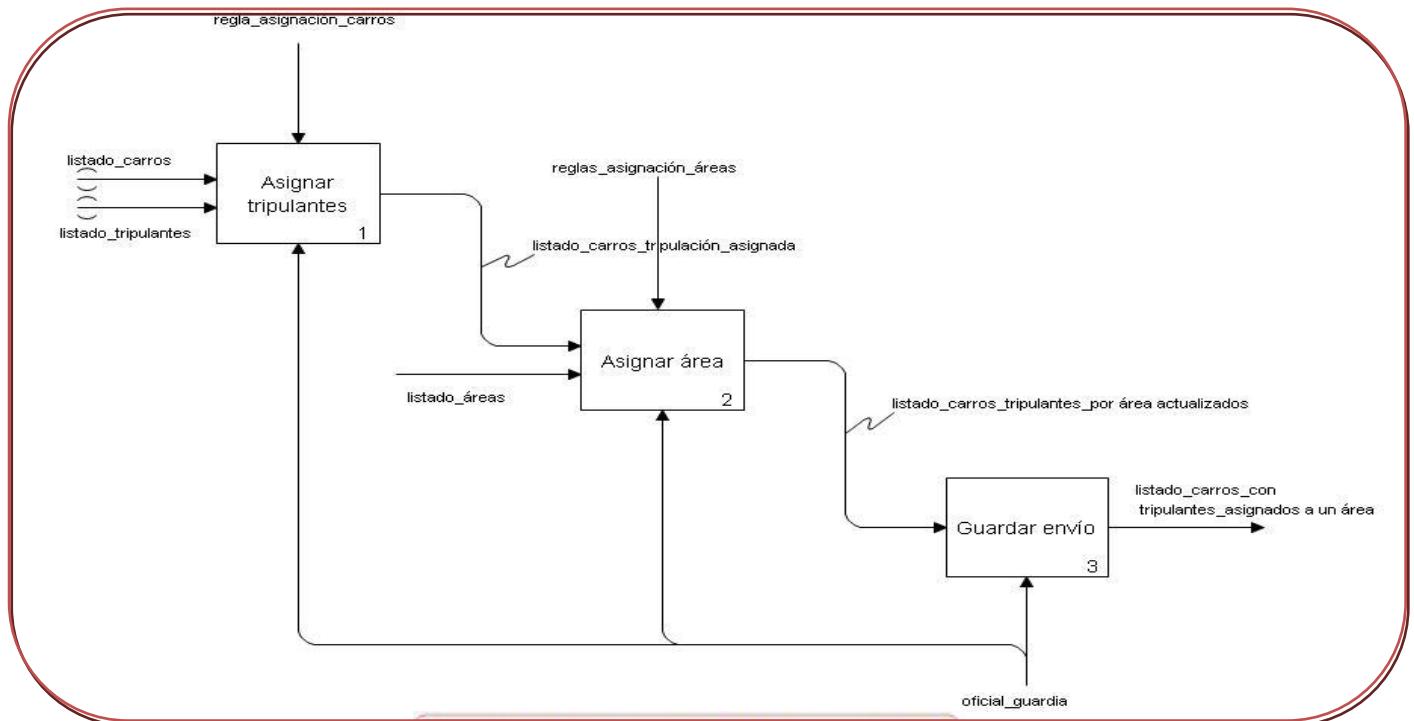 regla_asignación_carros
listado_carros
listado_tripulantes
Asignar
tripulantes
1
reglas_asignación_áreas
listado_carros_tripulación_asignada
listado_áreas
Asignar área
2
listado_carros_tripulantes_por área actualizados
Guardar envío
3
listado_carros_con
tripulantes_asignados a un área
oficial_guardia